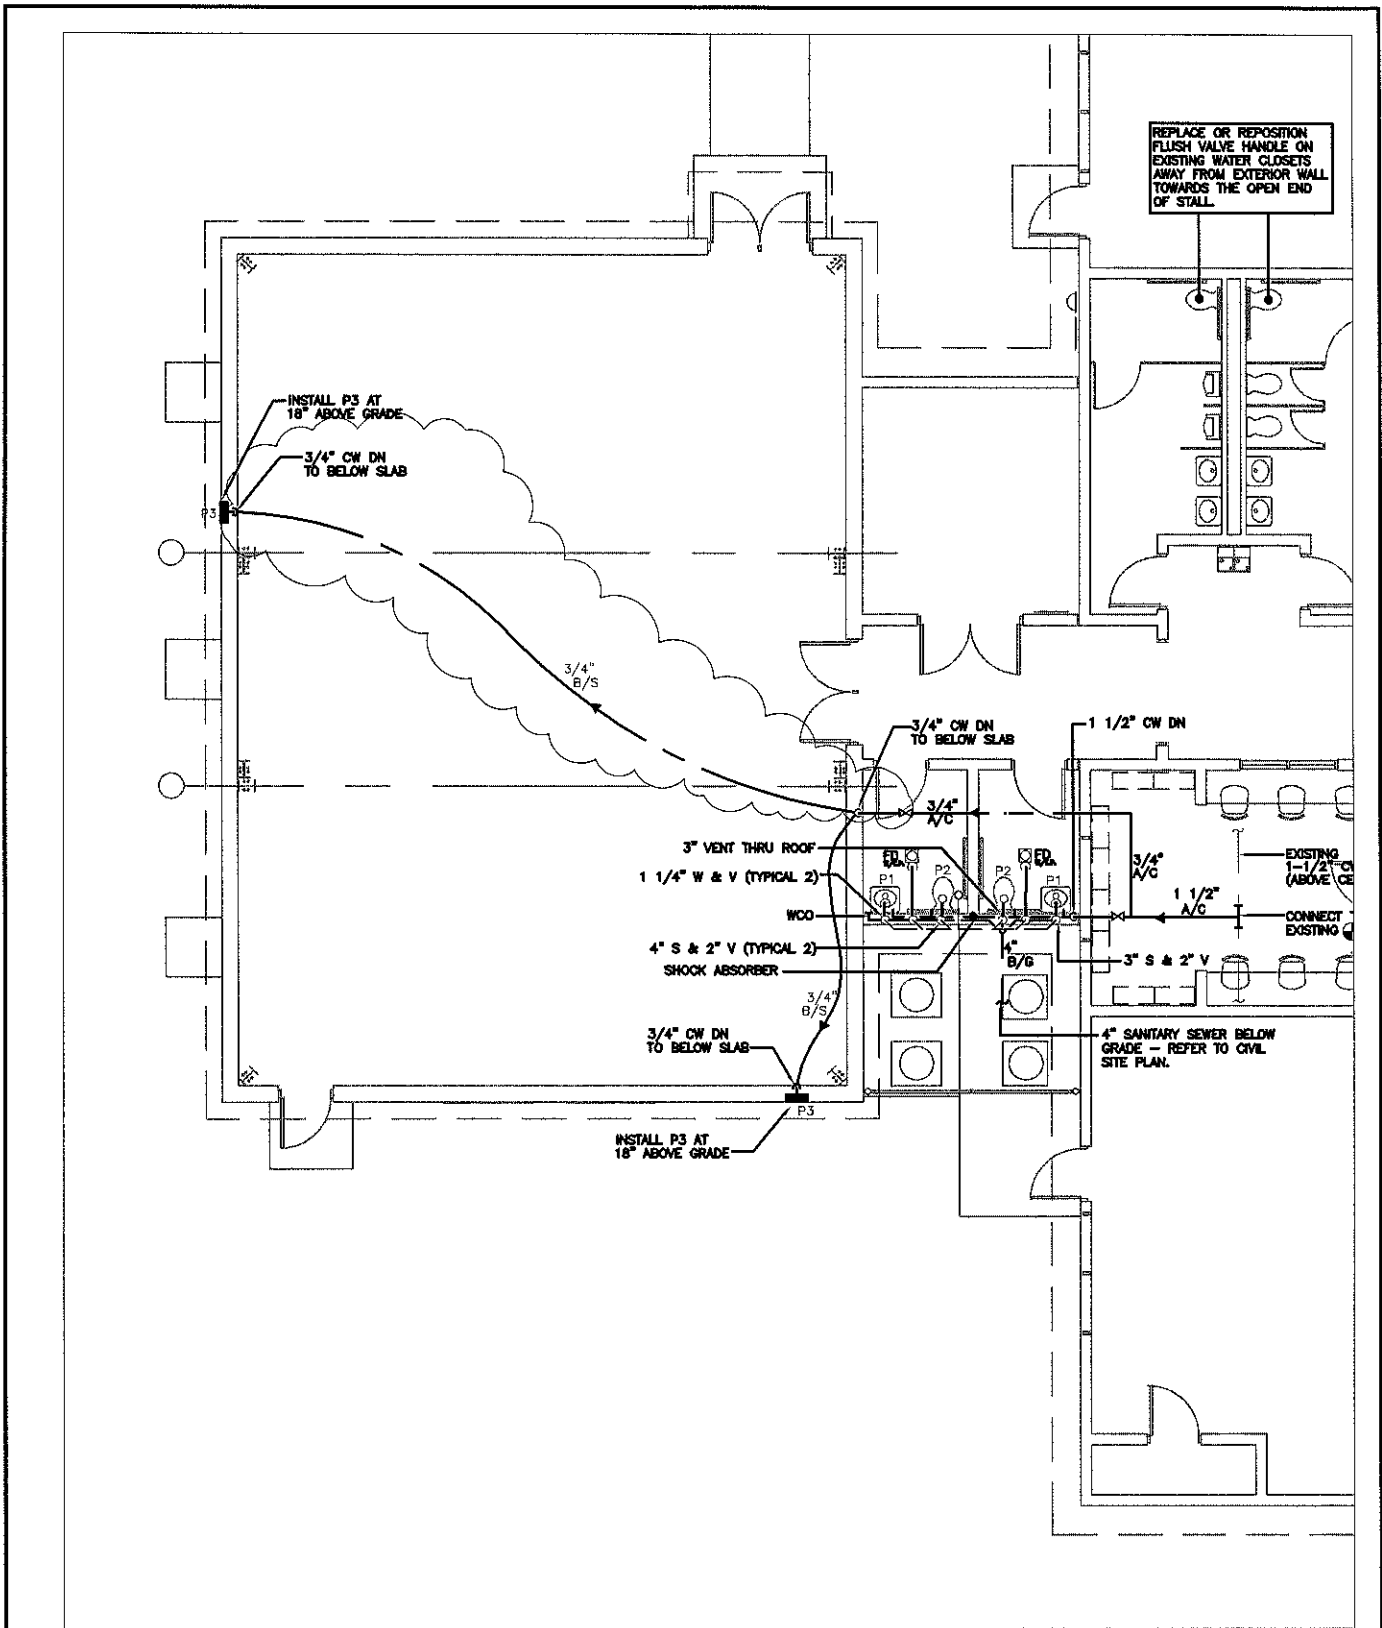 REPLACE OR REPOSITION
FLUSH VALVE HANDLE ON
EXISTING WATER CLOSETS
AWAY FROM EXTERIOR WALL
TOWARDS THE OPEN END
OF STALL.
INSTALL P3 AT
18" ABOVE GRADE
3/4" CW DN
TO BELOW SLAB
P3
3/4"
B/S
3/4" CW DN
TO BELOW SLAB
1 1/2" CW DN
3/4"
A/C
3" VENT THRU ROOF
FD
FD
EXISTING
1-1/2"
(ABOVE
3/4"
A/C
1 1/4" W & V (TYPICAL 2)
P1
P2
P2
P1
1 1/2"
A/C
WCO
CONNECT
EXISTING
4" S & 2" V (TYPICAL 2)
4"
B/G
3" S & 2" V
SHOCK ABSORBER
3/4"
B/S
3/4" CW DN
TO BELOW SLAB
4" SANITARY SEWER BELOW
GRADE – REFER TO CIVIL
SITE PLAN.
P3
INSTALL P3 AT
18" ABOVE GRADE